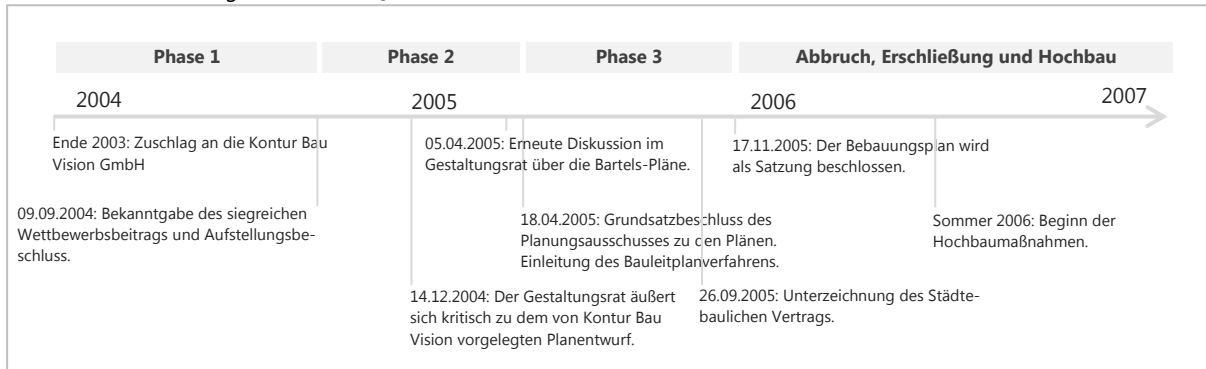 Phase 1
Phase 2
Phase 3
Abbruch, Erschließung und Hochbau
2004
2005
2006
2007
Ende 2003: Zuschlag an die Kontur Bau
Vision GmbH
05.04.2005: Erneute Diskussion im
Gestaltungsrat über die Bartels-Pläne.
17.11.2005: Der Bebauungsplan wird
als Satzung beschlossen.
09.09.2004: Bekanntgabe des siegreichen
Wettbewerbsbeitrags und Aufstellungsbe-
schluss.
18.04.2005: Grundsatzbeschluss des
Planungsausschusses zu den Plänen.
Einleitung des Bauleitplanverfahrens.
Sommer 2006: Beginn der
Hochbaumaßnahmen.
14.12.2004: Der Gestaltungsrat äußert
sich kritisch zu dem von Kontur Bau
Vision vorgelegten Planentwurf.
26.09.2005: Unterzeichnung des Städte-
baulichen Vertrags.